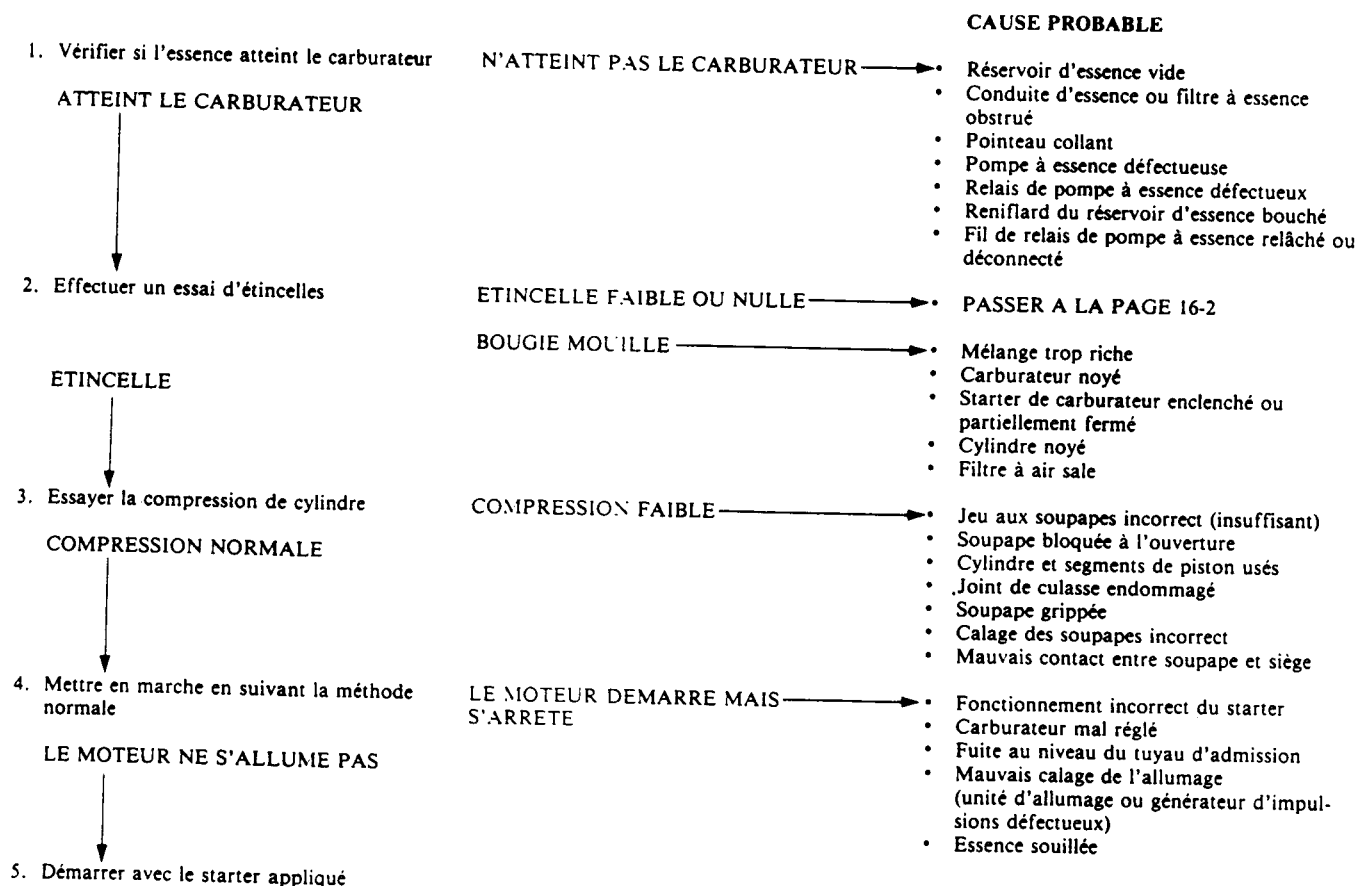 CAUSE PROBABLE
1. Vérifier si l'essence atteint le carburateur
N'ATTEINT PAS LE CARBURATEUR
• Réservoir d'essence vide
• Conduite d'essence ou filtre à essence
obstrué
• Pointeau collant
• Pompe à essence défectueuse
• Relais de pompe à essence défectueux
• Reniflard du réservoir d'essence bouché
• Fil de relais de pompe à essence relâché ou
déconnecté
ATTEINT LE CARBURATEUR
2. Effectuer un essai d'étincelles
ETINCELLE FAIBLE OU NULLE
• PASSER A LA PAGE 16-2
BOUGIE MOUILLE
• Mélange trop riche
• Carburateur noyé
• Starter de carburateur enclenché ou
partiellement fermé
• Cylindre noyé
• Filtre à air sale
ETINCELLE
3. Essayer la compression de cylindre
COMPRESSION FAIBLE
• Jeu aux soupapes incorrect (insuffisant)
• Soupape bloquée à l'ouverture
• Cylindre et segments de piston usés
• Joint de culasse endommagé
• Soupape grippée
• Calage des soupapes incorrect
• Mauvais contact entre soupape et siège
COMPRESSION NORMALE
4. Mettre en marche en suivant la méthode
normale
LE MOTEUR DEMARRE MAIS
S'ARRETE
• Fonctionnement incorrect du starter
• Carburateur mal réglé
• Fuite au niveau du tuyau d'admission
• Mauvais calage de l'allumage
(unité d'allumage ou générateur d'impul-
sions défectueux)
• Essence souillée
LE MOTEUR NE S'ALLUME PAS
5. Démarrer avec le starter appliqué